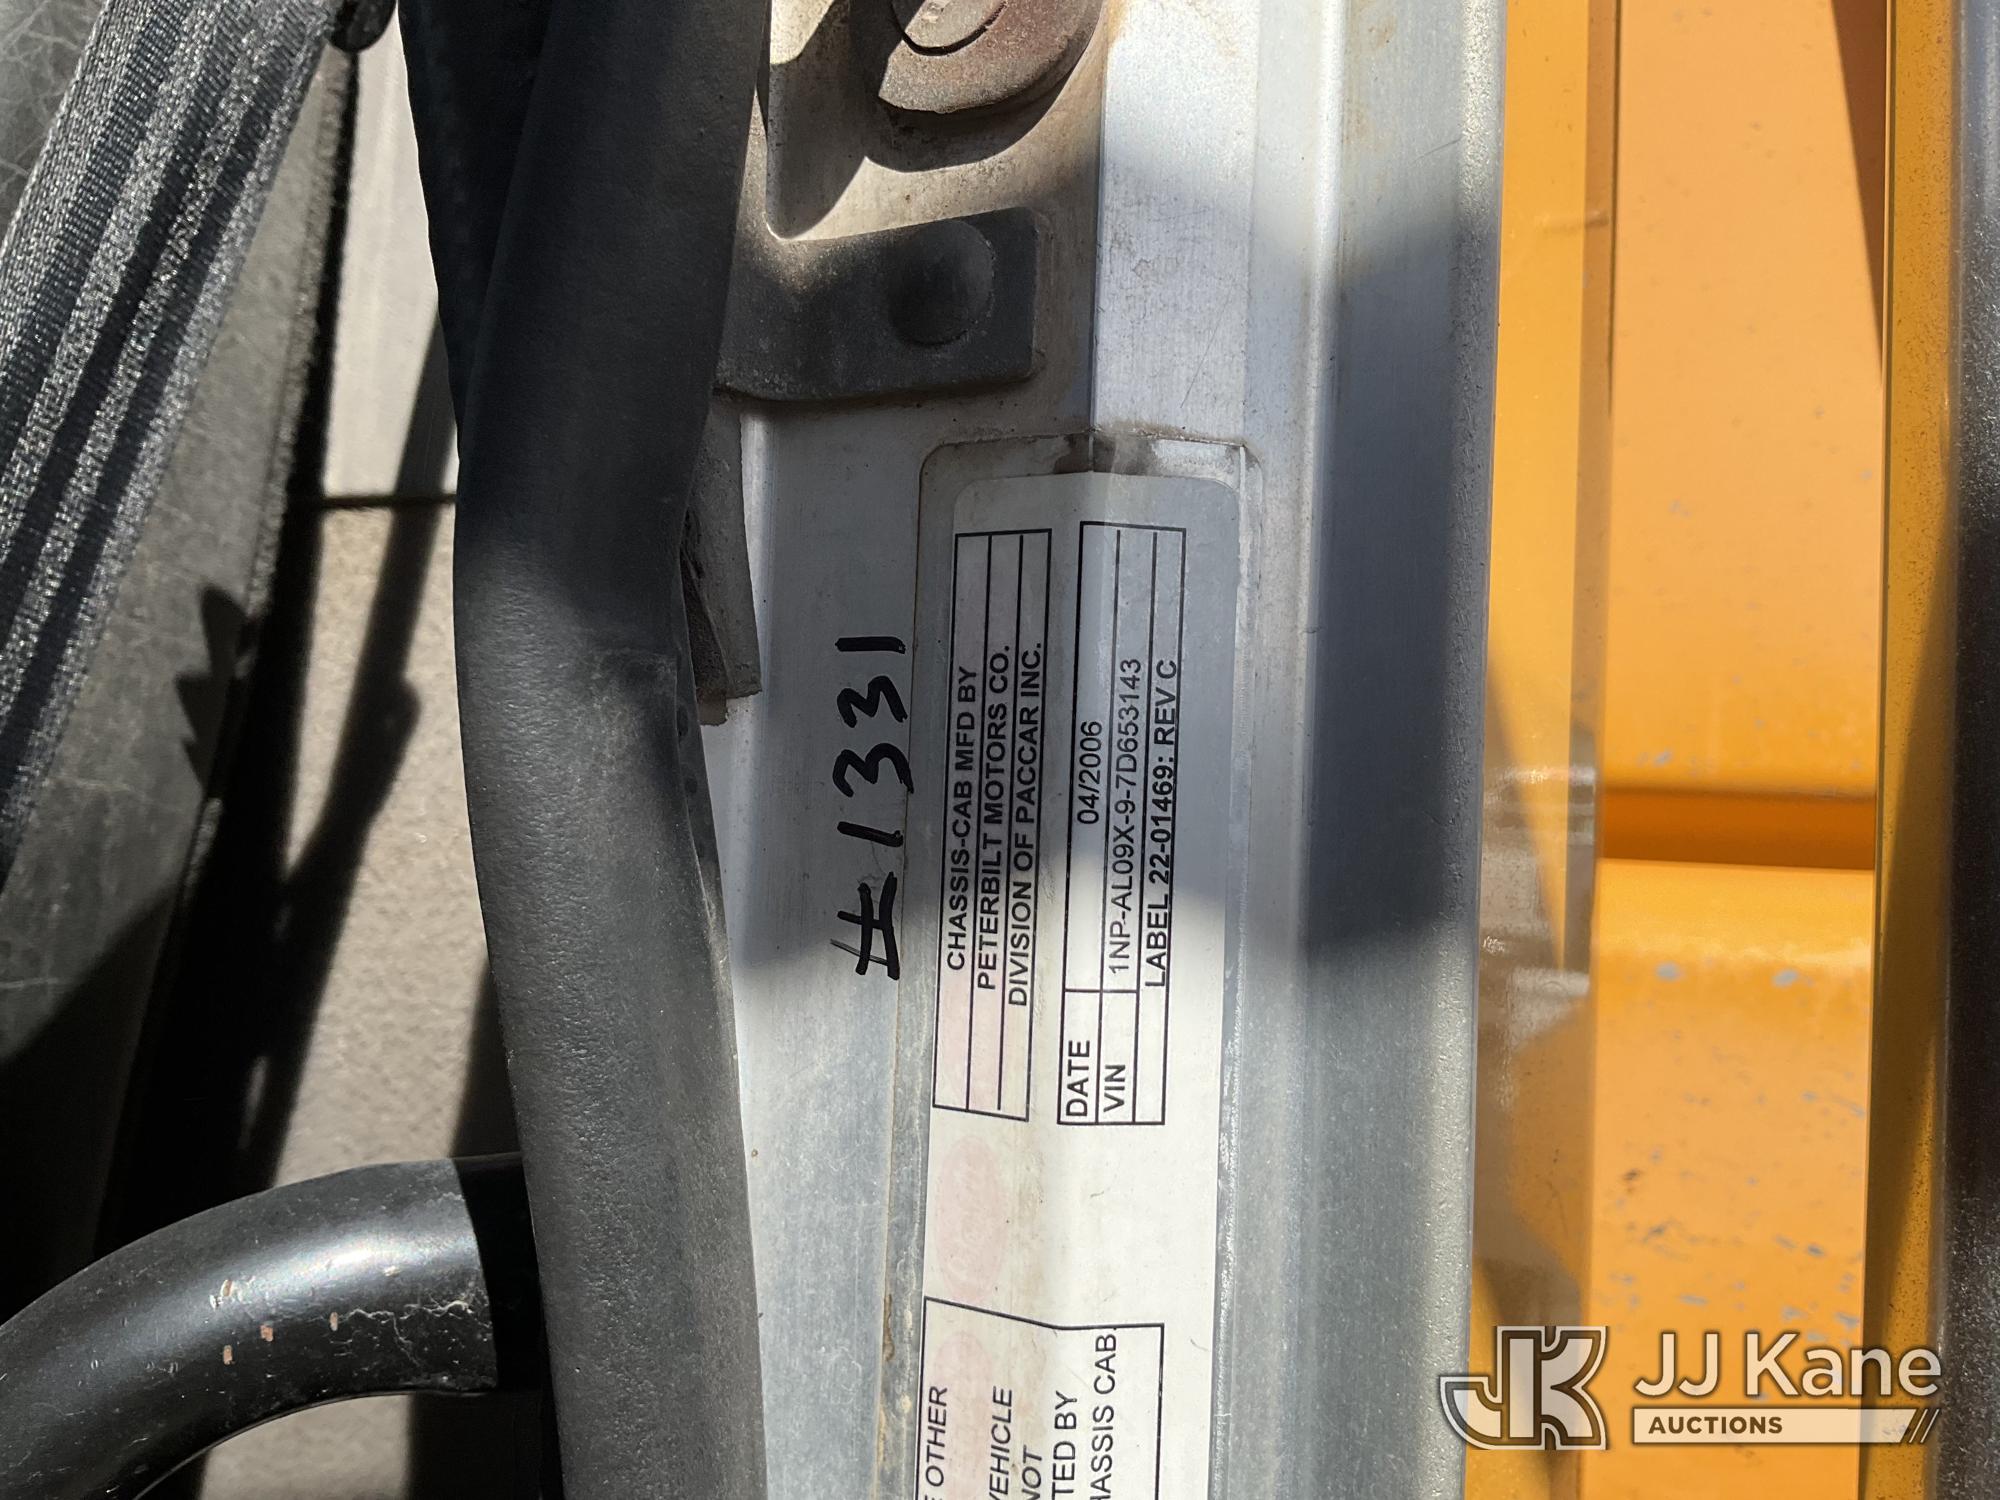 #1331
CHASSIS-CAB MFD BY
PETERBILT MOTORS CO.
DIVISION OF PACCAR INC.
DATE 04/2006
VIN 1NP-AL09X-9-7D653143
LABEL 22-01469: REV C
OTHER
VEHICLE
NOT
BY
CHASSIS CAB.
JK JJ Kane
AUCTIONS